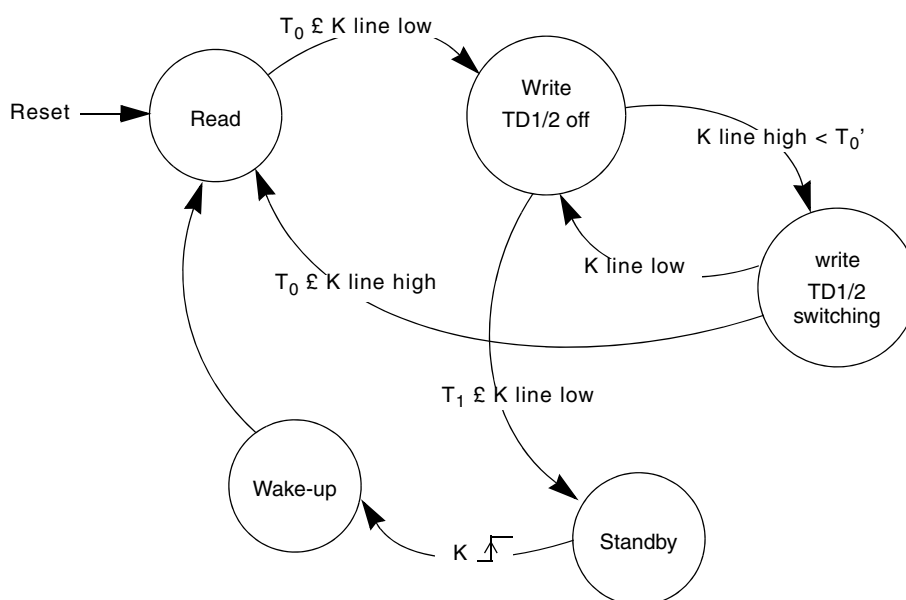 T₀ £ K line low
Reset
Read
Write
TD1/2 off
K line high < T₀’
K line low
T₀ £ K line high
write
TD1/2
switching
T₁ £ K line low
Wake-up
K
Standby